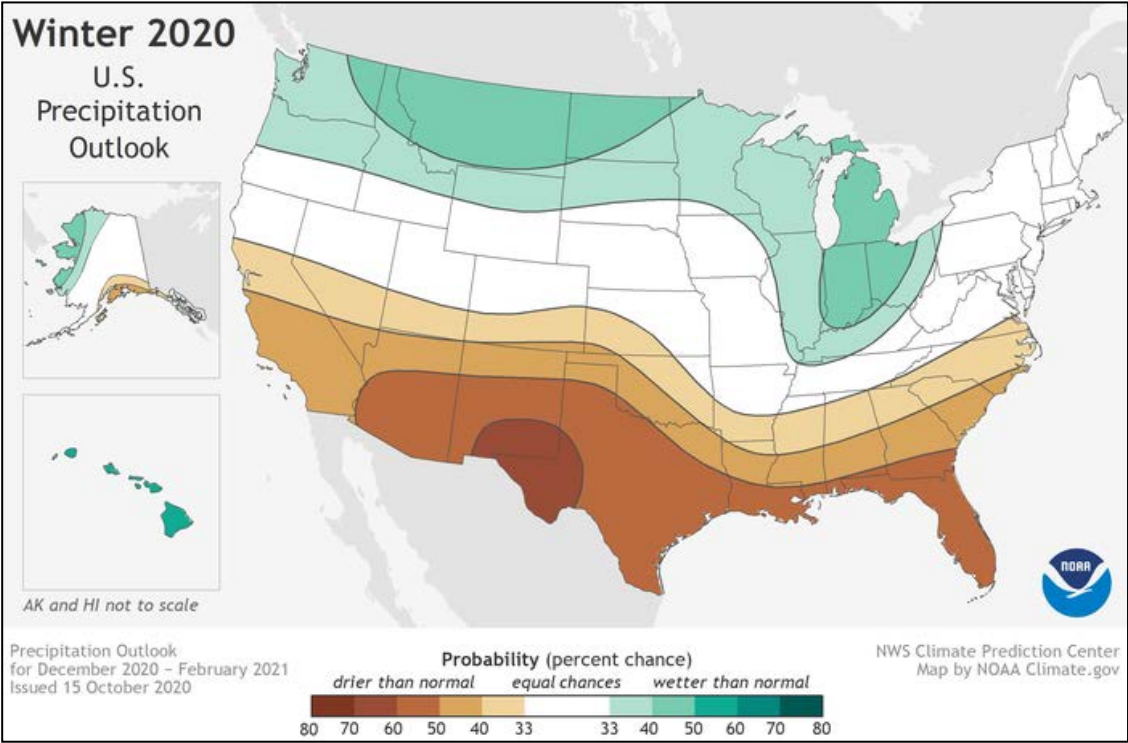 Winter 2020
U.S.
Precipitation
Outlook
AK and HI not to scale
NOAA
Precipitation Outlook
for December 2020 – February 2021
Issued 15 October 2020
Probability (percent chance)
drier than normal equal chances wetter than normal
80 70 60 50 40 33 33 40 50 60 70 80
NWS Climate Prediction Center
Map by NOAA Climate.gov